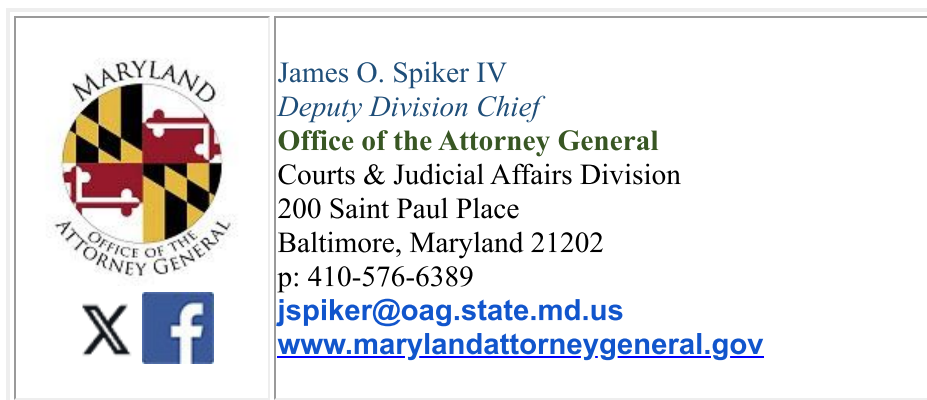 MARYLAND
OFFICE OF THE
ATTORNEY GENERAL
James O. Spiker IV
Deputy Division Chief
Office of the Attorney General
Courts & Judicial Affairs Division
200 Saint Paul Place
Baltimore, Maryland 21202
p: 410-576-6389
jspiker@oag.state.md.us
www.marylandattorneygeneral.gov